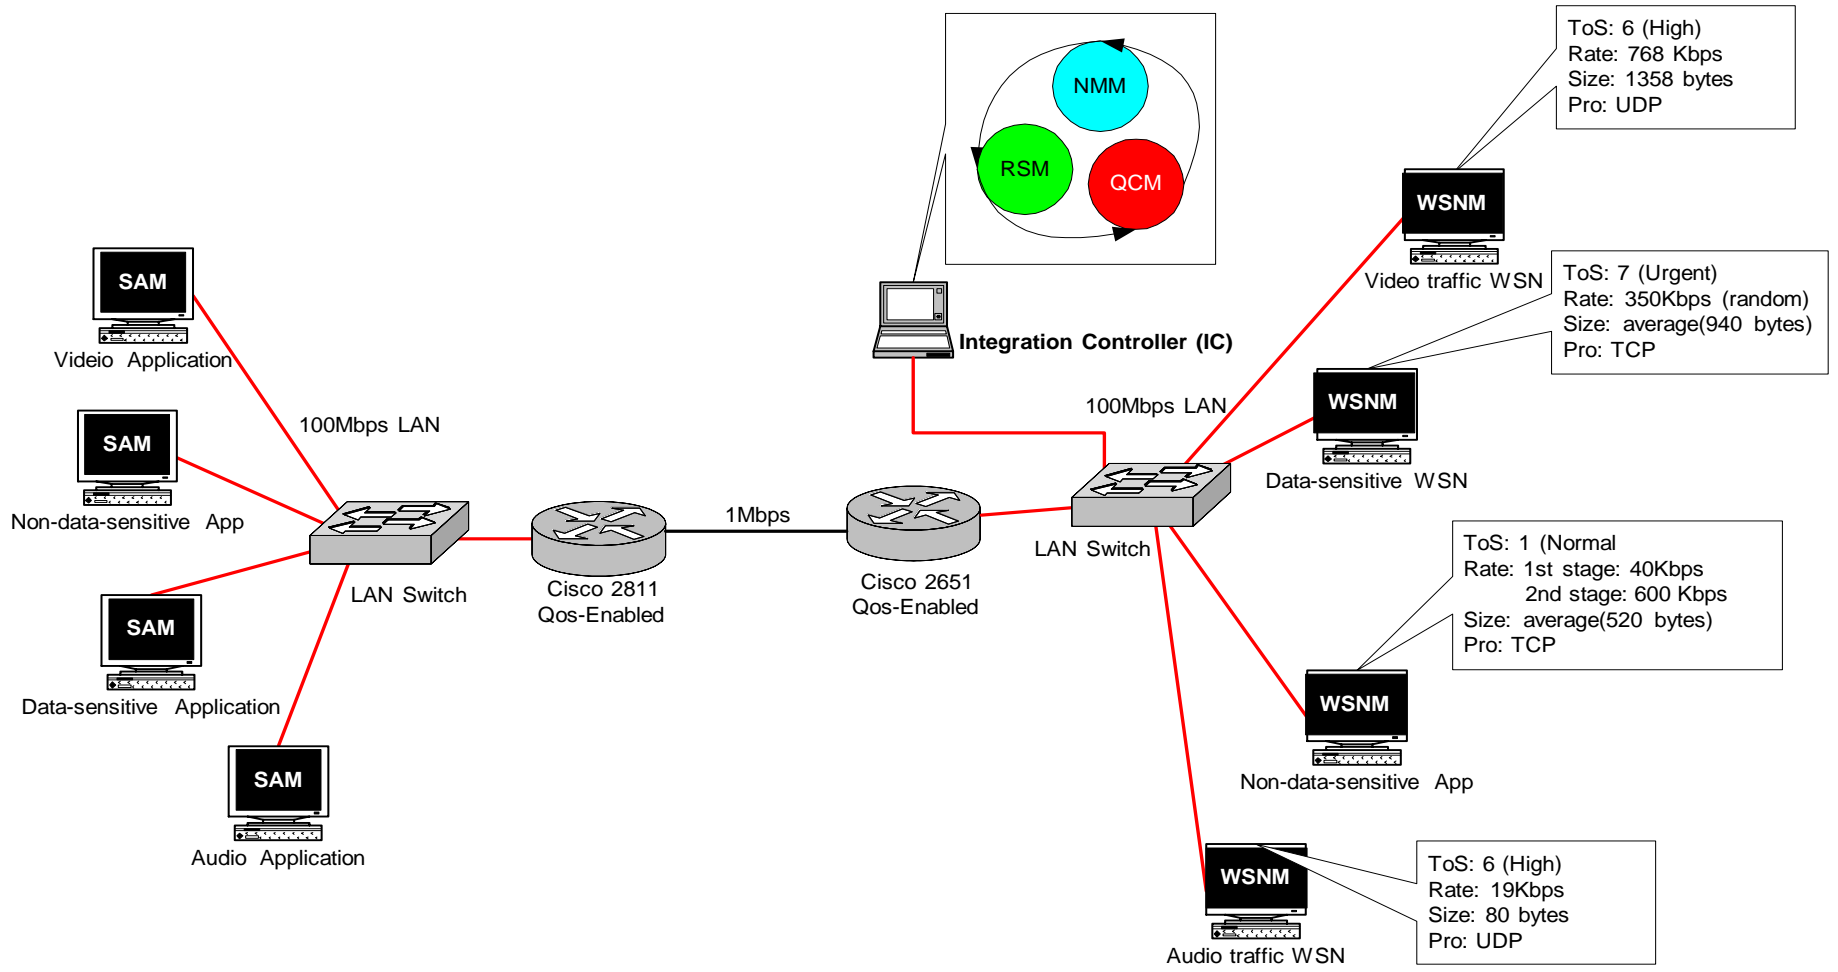 ToS: 6 (High)
Rate: 768 Kbps
Size: 1358 bytes
Pro: UDP
NMM
RSM
QCM
WSNM
Video traffic WSN
SAM
Videio Application
ToS: 7 (Urgent)
Rate: 350Kbps (random)
Size: average(940 bytes)
Pro: TCP
Integration Controller (IC)
100Mbps LAN
100Mbps LAN
WSNM
Data-sensitive WSN
SAM
Non-data-sensitive App
1Mbps
LAN Switch
LAN Switch
Cisco 2811
Qos-Enabled
Cisco 2651
Qos-Enabled
ToS: 1 (Normal
Rate: 1st stage: 40Kbps
2nd stage: 600 Kbps
Size: average(520 bytes)
Pro: TCP
SAM
Data-sensitive Application
WSNM
Non-data-sensitive App
SAM
Audio Application
WSNM
Audio traffic WSN
ToS: 6 (High)
Rate: 19Kbps
Size: 80 bytes
Pro: UDP